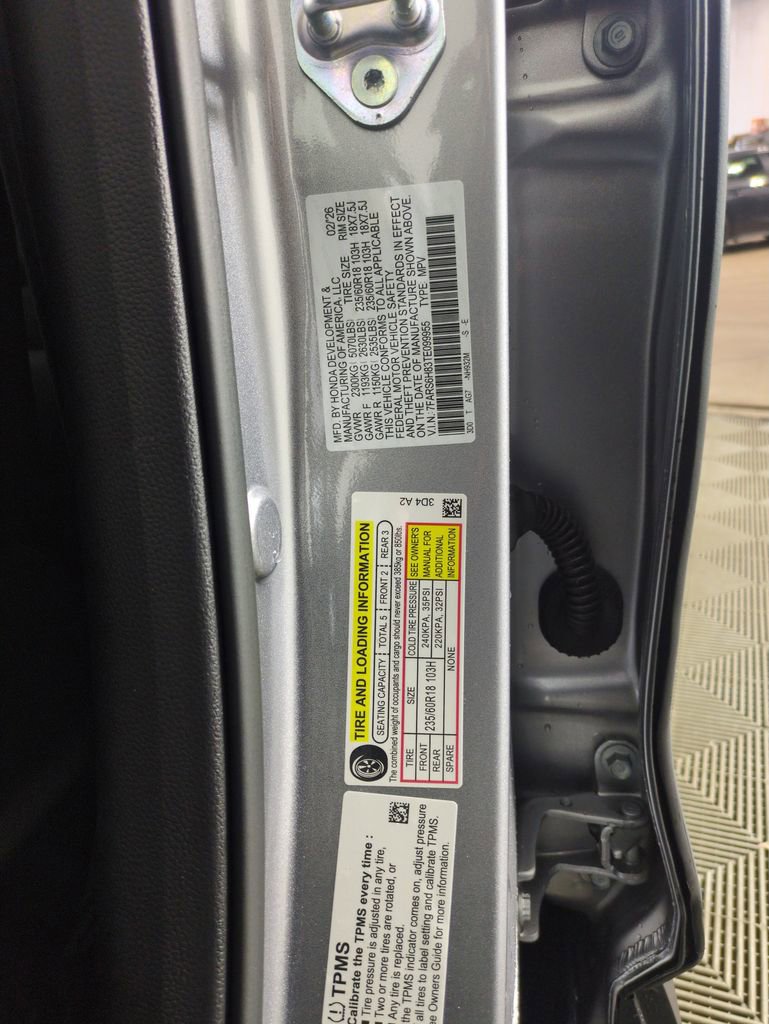 MFD. BY HONDA DEVELOPMENT &
MANUFACTURING OF AMERICA, LLC 02/'26
TIRE SIZE RIM SIZE
GVWR 2300KG( 5070LBS)
GAWR F 1193KG( 2630LBS) 235/60R18 103H 18X7.5J
GAWR R 1150KG( 2535LBS) 235/60R18 103H 18X7.5J
THIS VEHICLE CONFORMS TO ALL APPLICABLE
FEDERAL MOTOR VEHICLE SAFETY
AND THEFT PREVENTION STANDARDS IN EFFECT
ON THE DATE OF MANUFACTURE SHOWN ABOVE.
V.I.N: 7FARS6H83TE099955 TYPE: MPV
3D0 T AG7 -NH932M -S -E
3D4 A2
TIRE AND LOADING INFORMATION
SEATING CAPACITY TOTAL 5 FRONT 2 REAR 3
The combined weight of occupants and cargo should never exceed 385kg or 850lbs.
TIRE SIZE COLD TIRE PRESSURE SEE OWNER'S
FRONT 235/60R18 103H 240KPA, 35PSI MANUAL FOR
REAR 220KPA, 32PSI ADDITIONAL
SPARE NONE INFORMATION
(!) TPMS
Calibrate the TPMS every time :
Tire pressure is adjusted in any tire,
Two or more tires are rotated, or
Any tire is replaced.
the TPMS indicator comes on, adjust pressure
all tires to label setting and calibrate TPMS.
Owners Guide for more information.